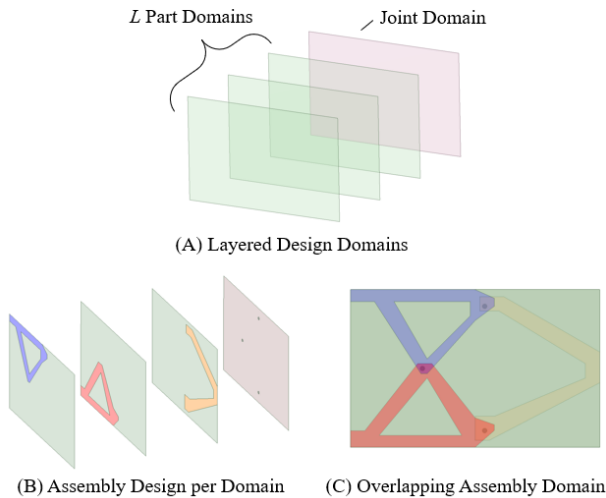 L Part Domains
Joint Domain
(A) Layered Design Domains
(B) Assembly Design per Domain
(C) Overlapping Assembly Domain